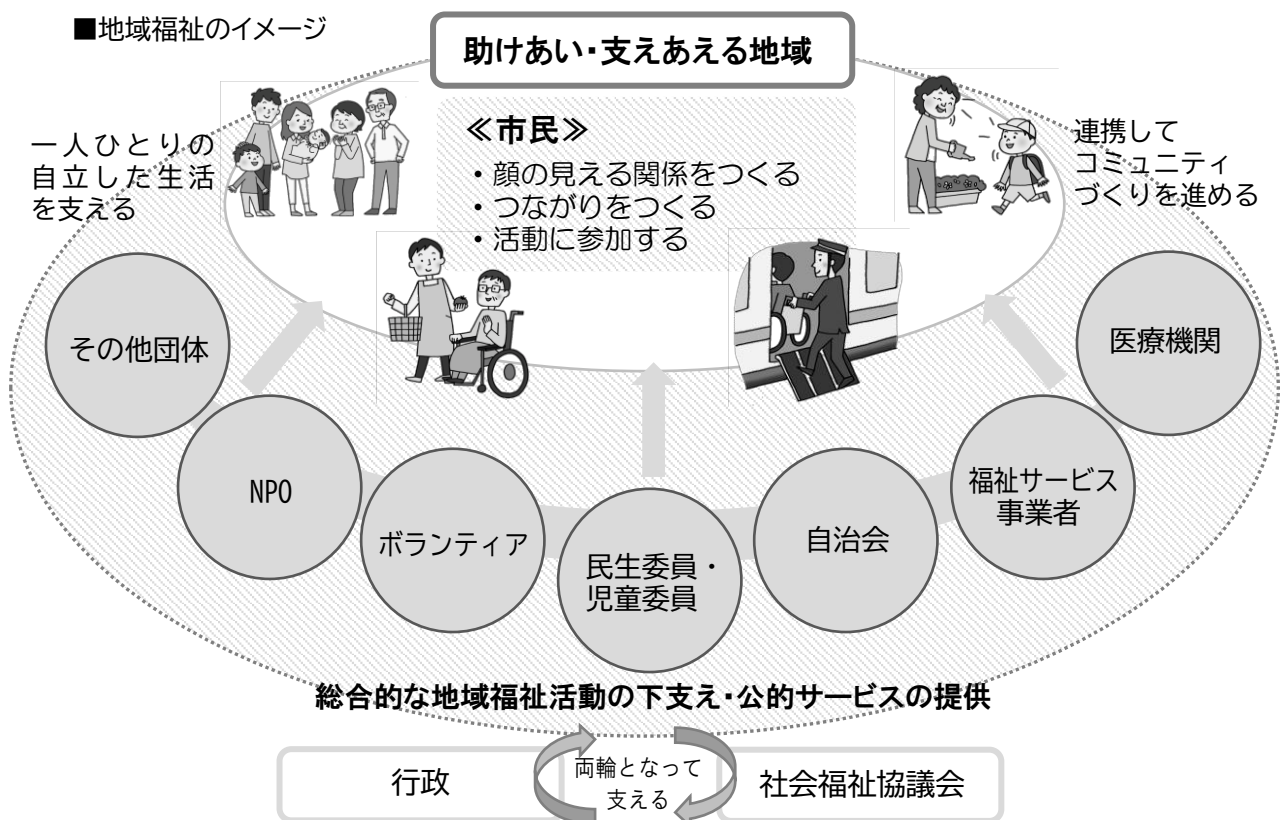 ■地域福祉のイメージ
助けあい・支えあえる地域
≪市民≫
・顔の見える関係をつくる
・つながりをつくる
・活動に参加する
一人ひとりの
自立した生活
を支える
連携して
コミュニティ
づくりを進める
その他団体
NPO
ボランティア
民生委員・
児童委員
自治会
福祉サービス
事業者
医療機関
総合的な地域福祉活動の下支え・公的サービスの提供
行政
両輪となって
支える
社会福祉協議会